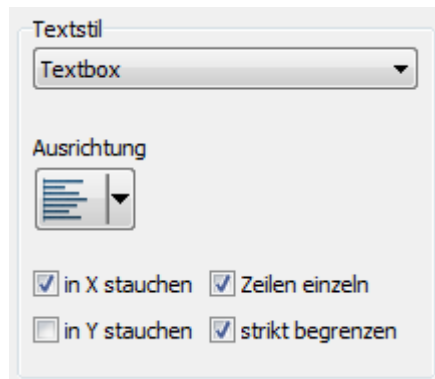 Textstil
Textbox
Ausrichtung
in X stauchen Zeilen einzeln
in Y stauchen strikt begrenzen